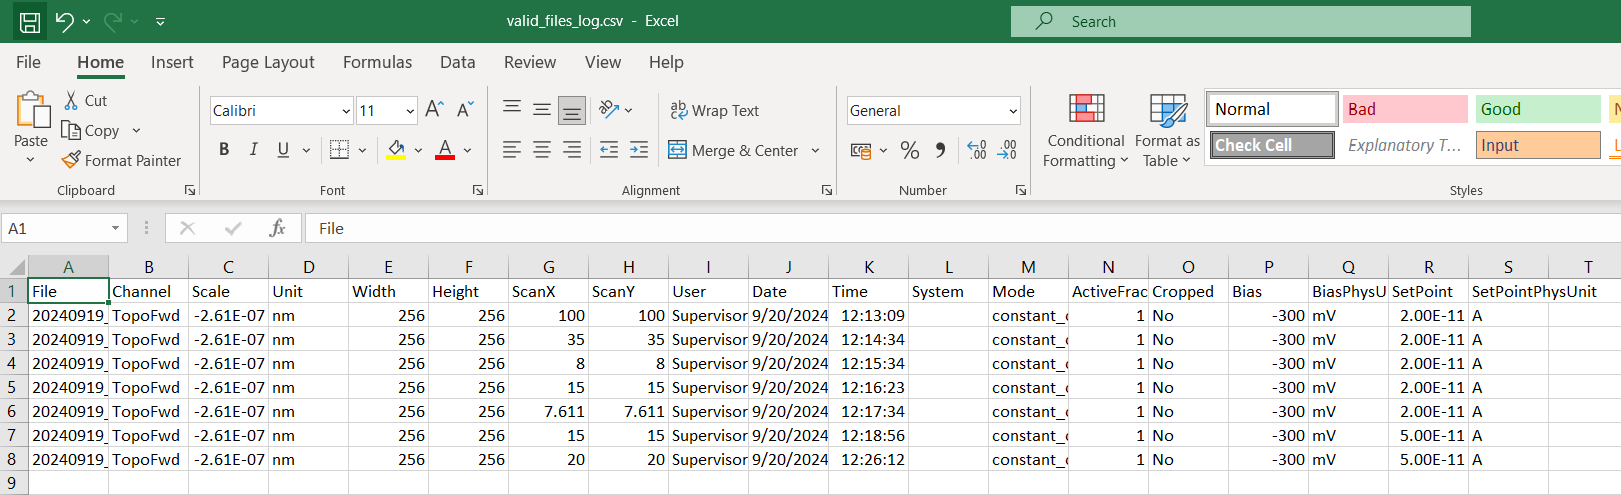 valid_files_log.csv - Excel
Search
File Home Insert Page Layout Formulas Data Review View Help
Paste
Cut
Copy
Format Painter
Clipboard
Calibri 11 A A
B I U A
Font
ab Wrap Text
Merge & Center
Alignment
General
% , .00 .00
Number
Conditional Formatting
Format as Table
Normal Bad Good N
Check Cell Explanatory T... Input L
Styles
A1 fx File
A B C D E F G H I J K L M N O P Q R S T
1 File Channel Scale Unit Width Height ScanX ScanY User Date Time System Mode ActiveFrac Cropped Bias BiasPhysU SetPoint SetPointPhysUnit
2 20240919_ TopoFwd -2.61E-07 nm 256 256 100 100 Supervisor 9/20/2024 12:13:09 constant_c 1 No -300 mV 2.00E-11 A
3 20240919_ TopoFwd -2.61E-07 nm 256 256 35 35 Supervisor 9/20/2024 12:14:34 constant_c 1 No -300 mV 2.00E-11 A
4 20240919_ TopoFwd -2.61E-07 nm 256 256 8 8 Supervisor 9/20/2024 12:15:34 constant_c 1 No -300 mV 2.00E-11 A
5 20240919_ TopoFwd -2.61E-07 nm 256 256 15 15 Supervisor 9/20/2024 12:16:23 constant_c 1 No -300 mV 2.00E-11 A
6 20240919_ TopoFwd -2.61E-07 nm 256 256 7.611 7.611 Supervisor 9/20/2024 12:17:34 constant_c 1 No -300 mV 2.00E-11 A
7 20240919_ TopoFwd -2.61E-07 nm 256 256 15 15 Supervisor 9/20/2024 12:18:56 constant_c 1 No -300 mV 5.00E-11 A
8 20240919_ TopoFwd -2.61E-07 nm 256 256 20 20 Supervisor 9/20/2024 12:26:12 constant_c 1 No -300 mV 5.00E-11 A
9